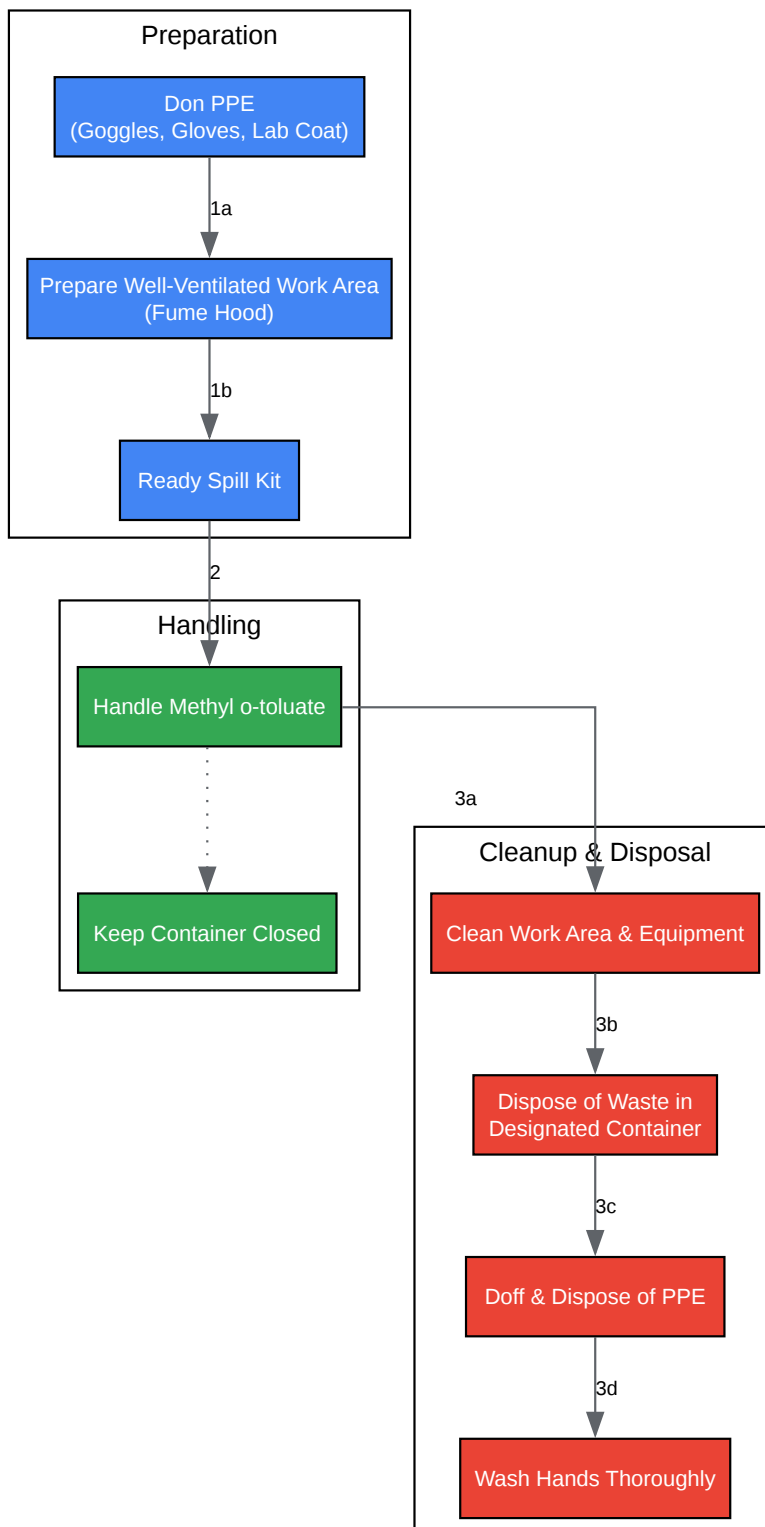 Preparation
Don PPE
(Goggles, Gloves, Lab Coat)
1a
Prepare Well-Ventilated Work Area
(Fume Hood)
1b
Ready Spill Kit
2
Handling
Handle Methyl o-toluate
3a
Keep Container Closed
Cleanup & Disposal
Clean Work Area & Equipment
3b
Dispose of Waste in
Designated Container
3c
Doff & Dispose of PPE
3d
Wash Hands Thoroughly